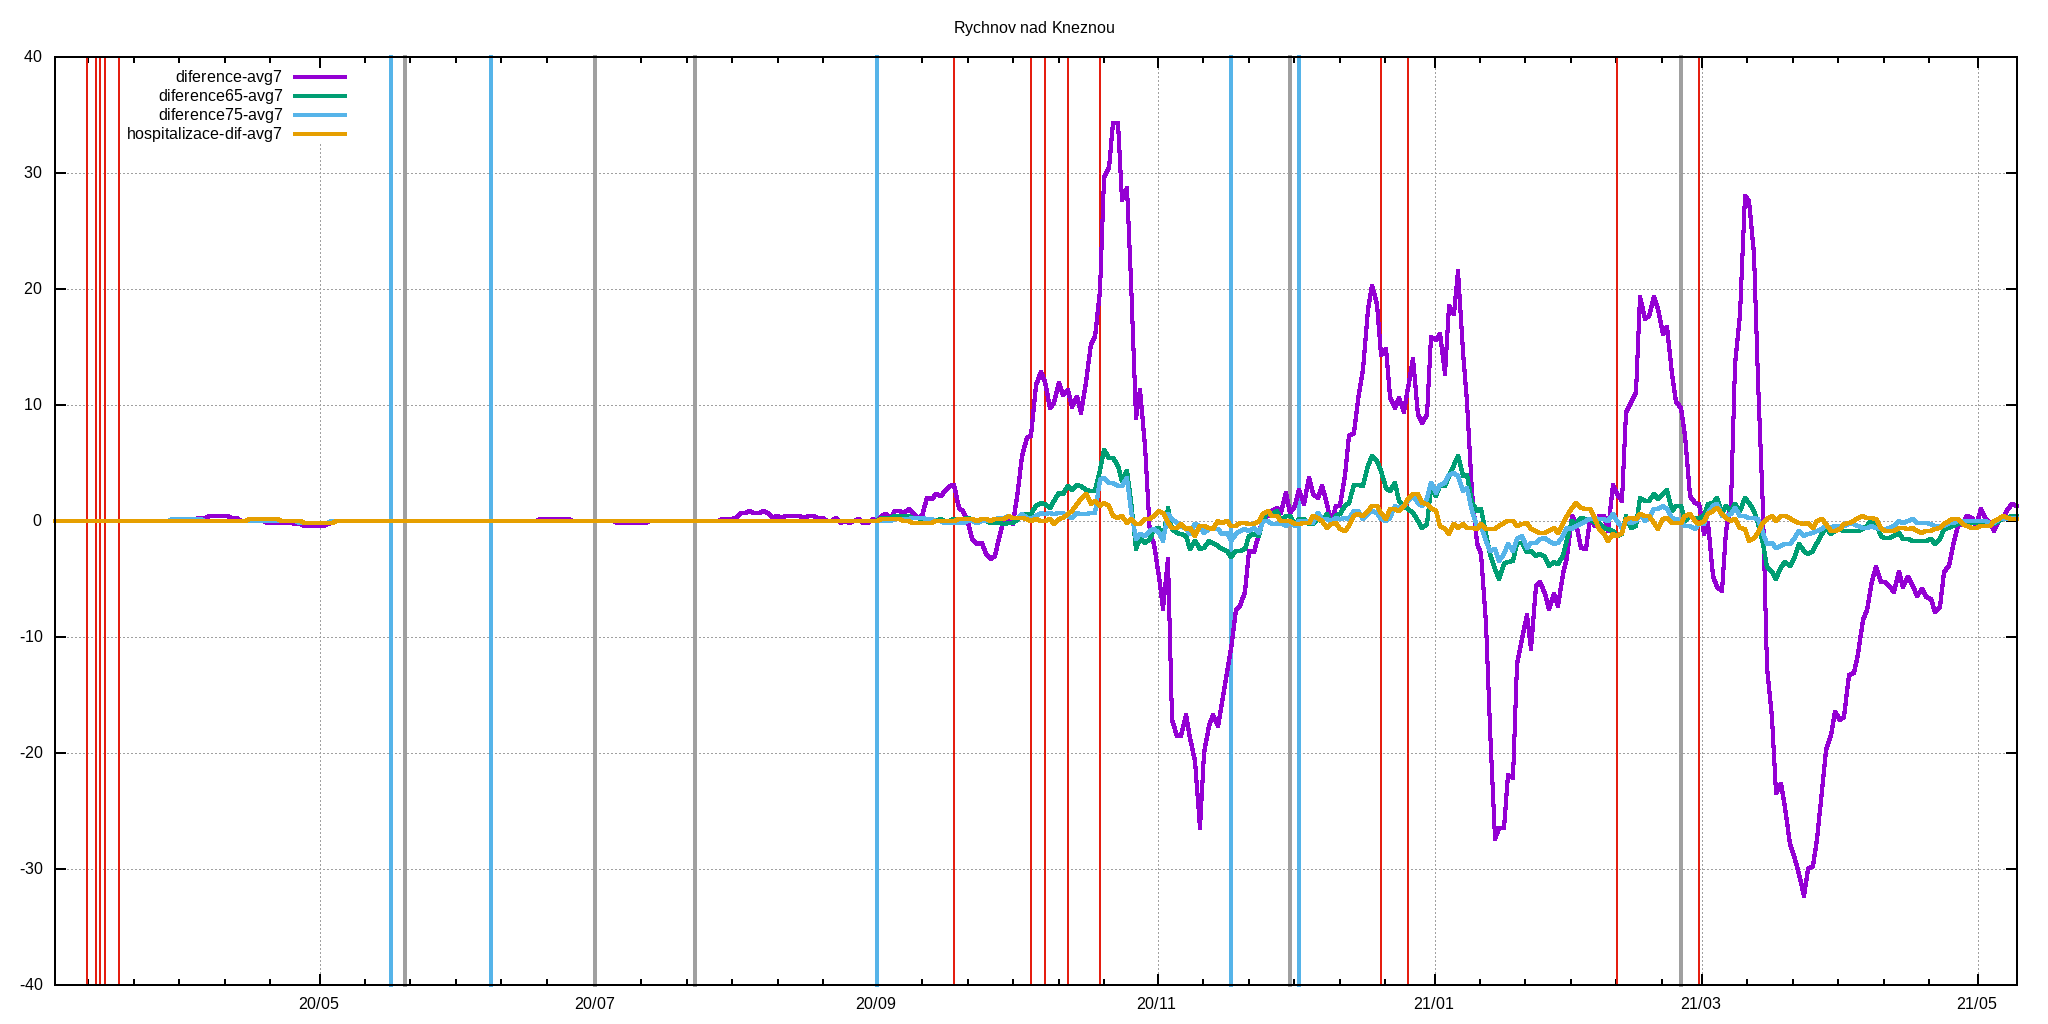 Rychnov nad Kneznou
diference-avg7
diference65-avg7
diference75-avg7
hospitalizace-dif-avg7
40
30
20
10
0
-10
-20
-30
-40
20/05 20/07 20/09 20/11 21/01 21/03 21/05